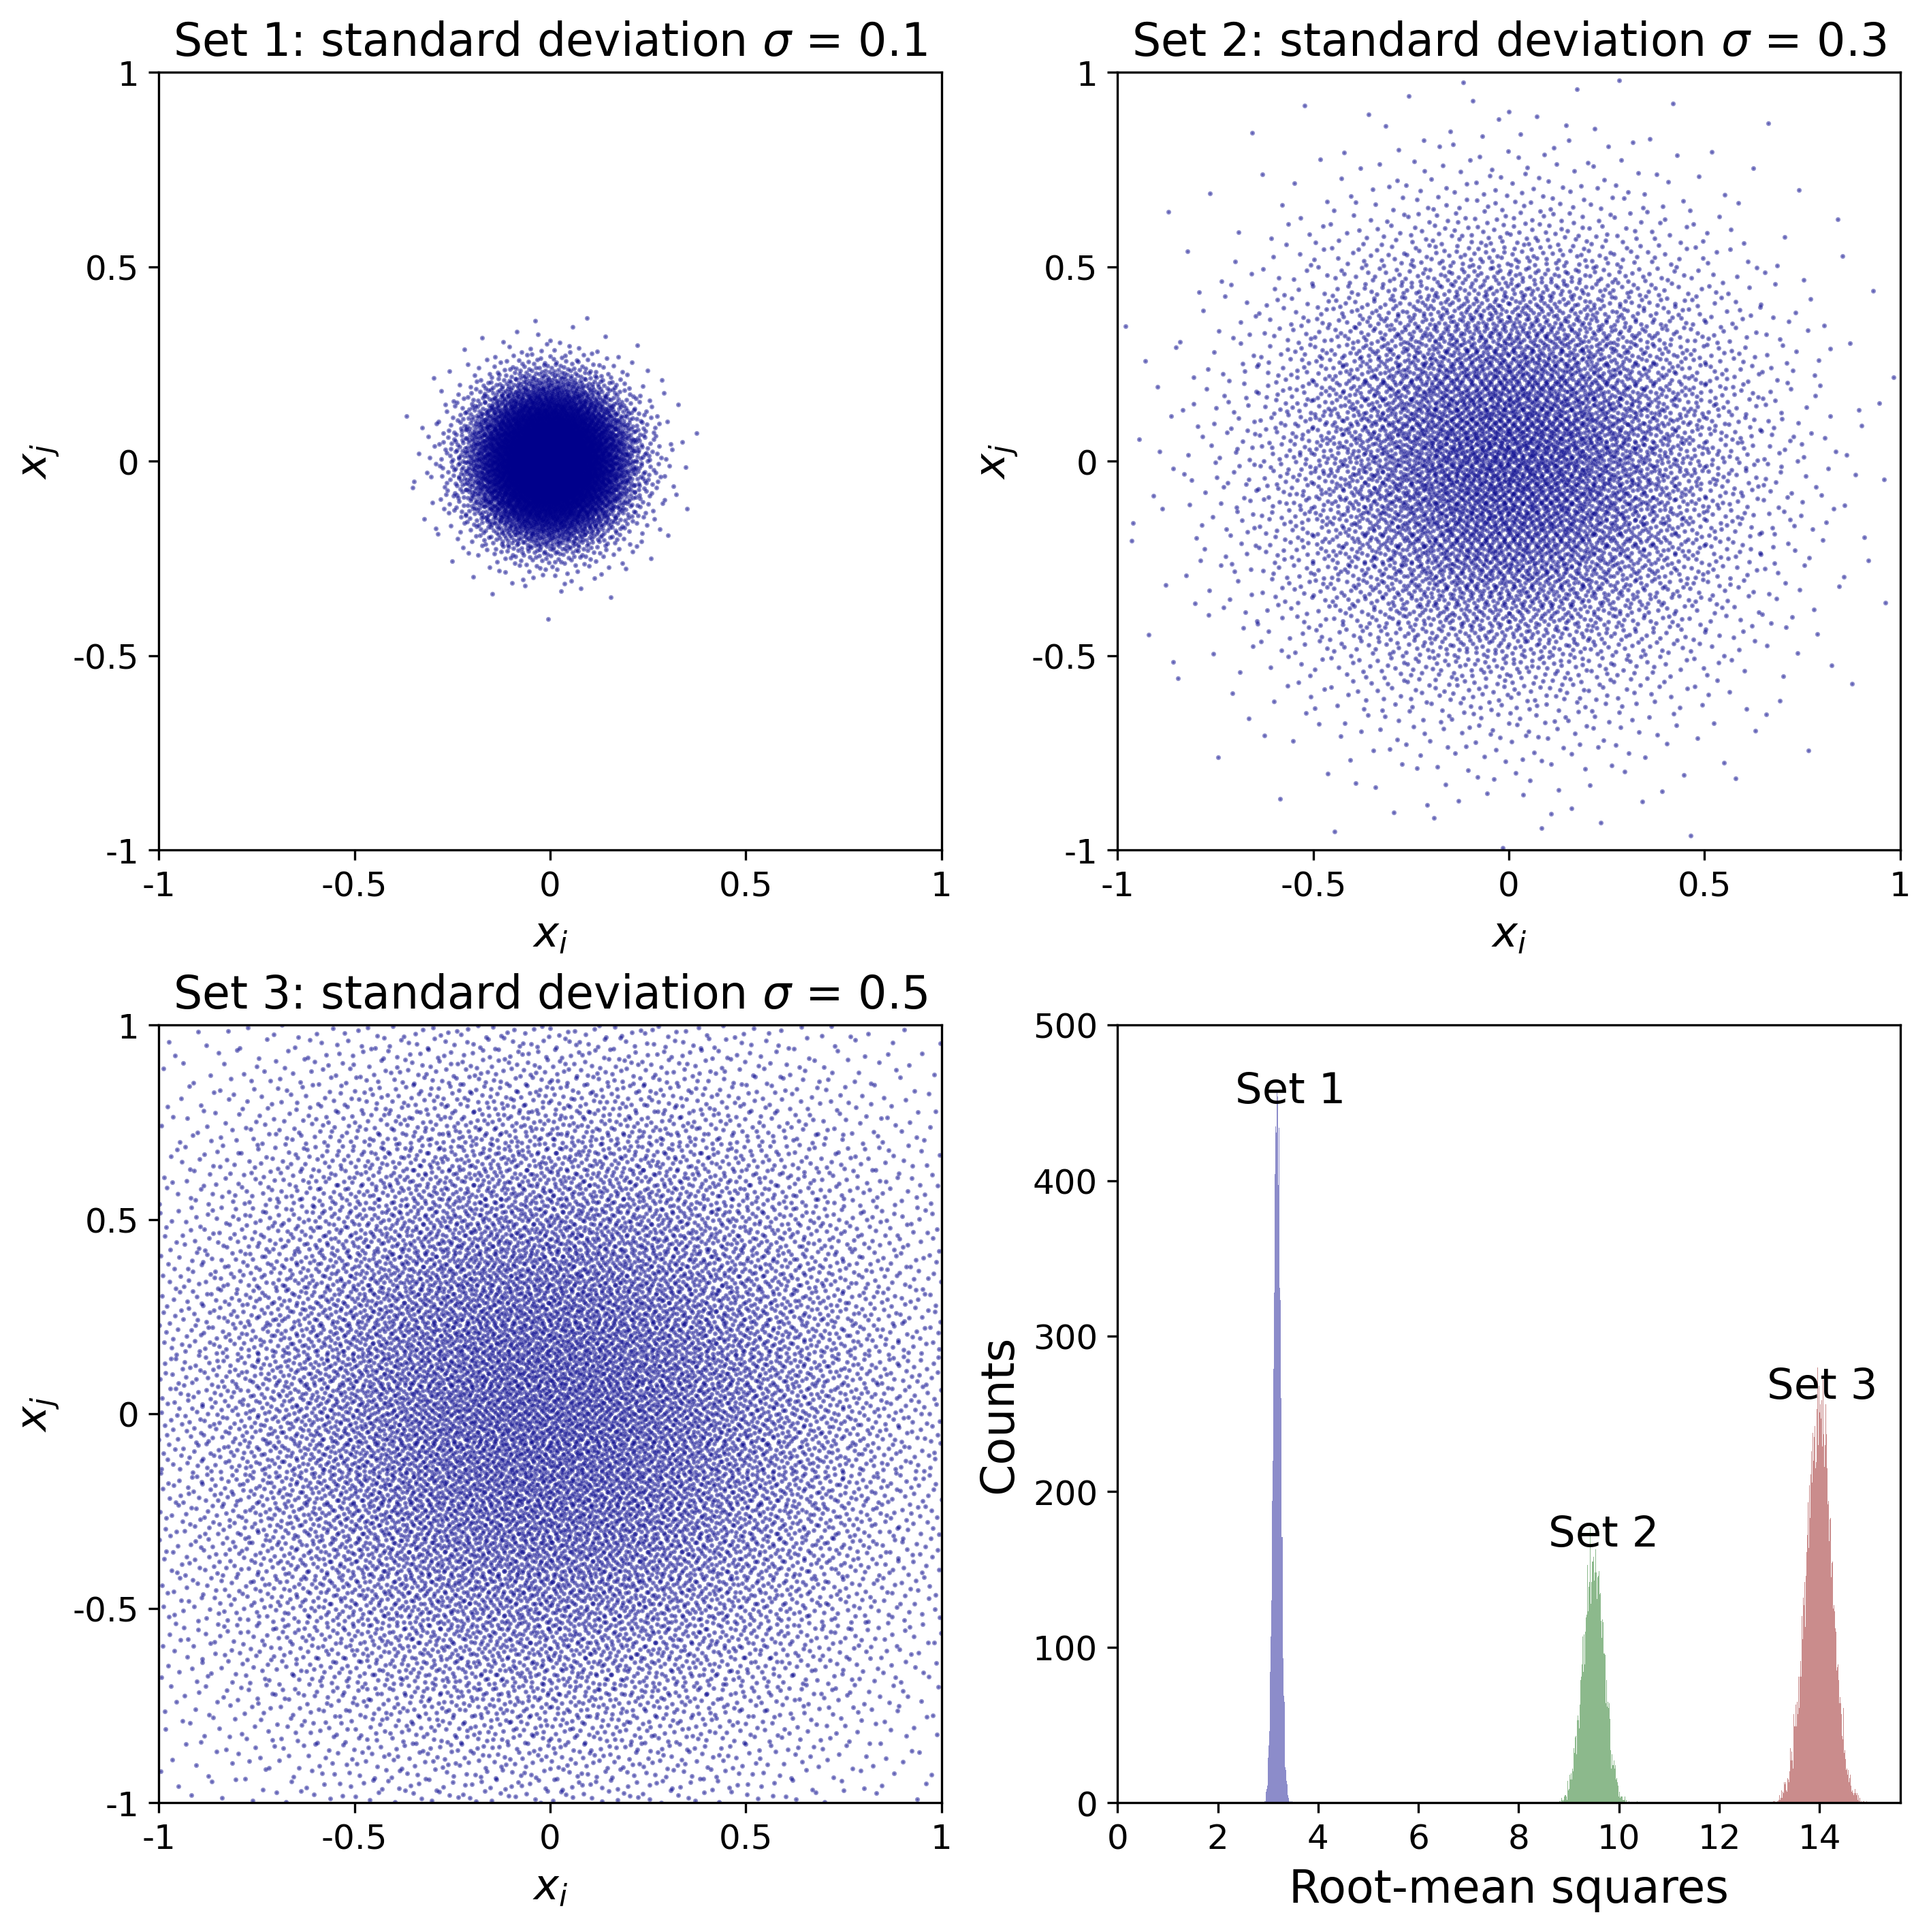 Set 1: standard deviation σ = 0.1
1
0.5
0
-0.5
-1
x_j
-1 -0.5 0 0.5 1
x_i
Set 2: standard deviation σ = 0.3
1
0.5
0
-0.5
-1
x_j
-1 -0.5 0 0.5 1
x_i
Set 3: standard deviation σ = 0.5
1
0.5
0
-0.5
-1
x_j
-1 -0.5 0 0.5 1
x_i
500
400
300
200
100
0
Counts
Set 1
Set 3
Set 2
0 2 4 6 8 10 12 14
Root-mean squares